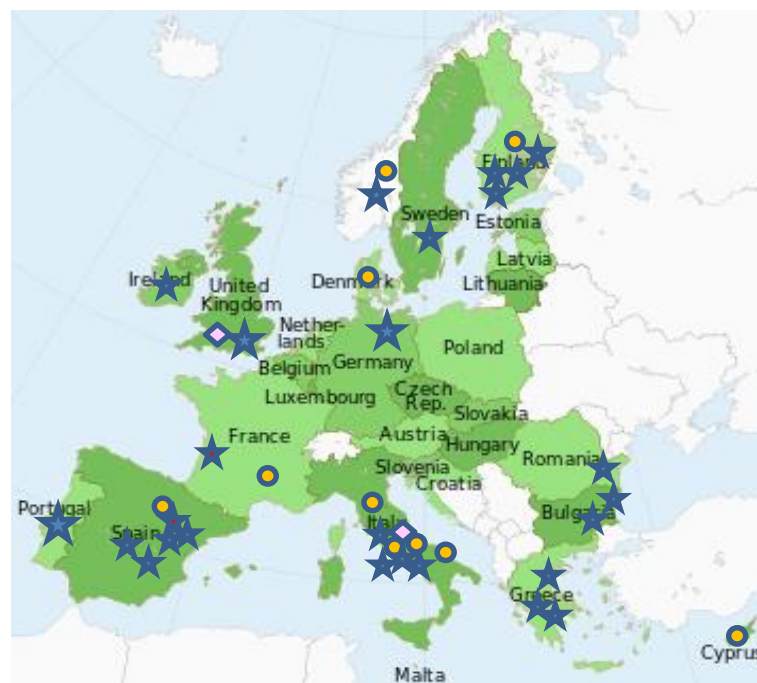 Finland
Sweden
Estonia
Latvia
Ireland
Denmark
Lithuania
United
Kingdom
Nether-
lands
Poland
Germany
Belgium
Czech
Rep.
Luxembourg
Slovakia
France
Austria
Hungary
Romania
Slovenia
Croatia
Portugal
Bulgaria
Italy
Spain
Greece
Cyprus
Malta